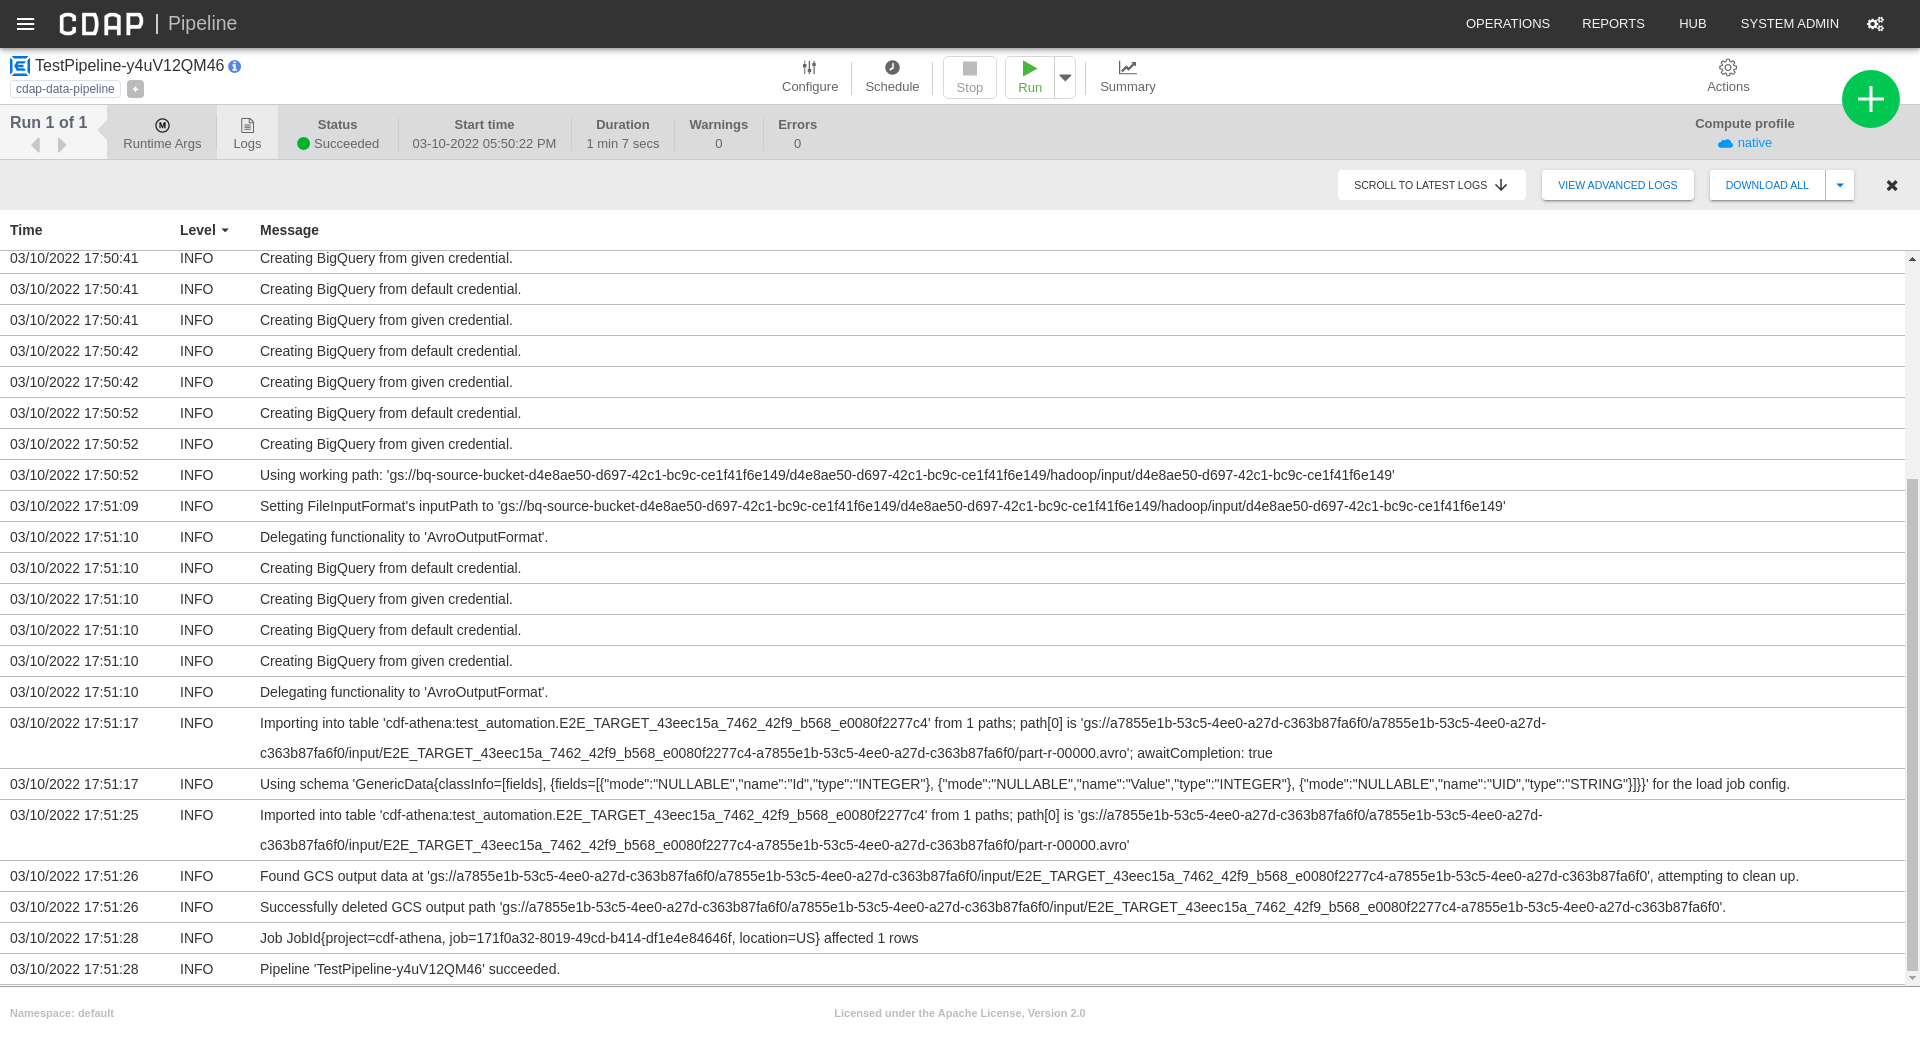 CDAP | Pipeline OPERATIONS REPORTS HUB SYSTEM ADMIN
TestPipeline-y4uV12QM46
cdap-data-pipeline +
Configure Schedule Stop Run Summary Actions
Run 1 of 1
Runtime Args
Logs
Status
Succeeded
Start time
03-10-2022 05:50:22 PM
Duration
1 min 7 secs
Warnings
0
Errors
0
Compute profile
native
SCROLL TO LATEST LOGS VIEW ADVANCED LOGS DOWNLOAD ALL
Time Level Message
03/10/2022 17:50:41 INFO Creating BigQuery from given credential.
03/10/2022 17:50:41 INFO Creating BigQuery from default credential.
03/10/2022 17:50:41 INFO Creating BigQuery from given credential.
03/10/2022 17:50:42 INFO Creating BigQuery from default credential.
03/10/2022 17:50:42 INFO Creating BigQuery from given credential.
03/10/2022 17:50:52 INFO Creating BigQuery from default credential.
03/10/2022 17:50:52 INFO Creating BigQuery from given credential.
03/10/2022 17:50:52 INFO Using working path: 'gs://bq-source-bucket-d4e8ae50-d697-42c1-bc9c-ce1f41f6e149/d4e8ae50-d697-42c1-bc9c-ce1f41f6e149/hadoop/input/d4e8ae50-d697-42c1-bc9c-ce1f41f6e149'
03/10/2022 17:51:09 INFO Setting FileInputFormat's inputPath to 'gs://bq-source-bucket-d4e8ae50-d697-42c1-bc9c-ce1f41f6e149/d4e8ae50-d697-42c1-bc9c-ce1f41f6e149/hadoop/input/d4e8ae50-d697-42c1-bc9c-ce1f41f6e149'
03/10/2022 17:51:10 INFO Delegating functionality to 'AvroOutputFormat'.
03/10/2022 17:51:10 INFO Creating BigQuery from default credential.
03/10/2022 17:51:10 INFO Creating BigQuery from given credential.
03/10/2022 17:51:10 INFO Creating BigQuery from default credential.
03/10/2022 17:51:10 INFO Creating BigQuery from given credential.
03/10/2022 17:51:10 INFO Delegating functionality to 'AvroOutputFormat'.
03/10/2022 17:51:17 INFO Importing into table 'cdf-athena:test_automation.E2E_TARGET_43eec15a_7462_42f9_b568_e0080f2277c4' from 1 paths; path[0] is 'gs://a7855e1b-53c5-4ee0-a27d-c363b87fa6f0/a7855e1b-53c5-4ee0-a27d-
c363b87fa6f0/input/E2E_TARGET_43eec15a_7462_42f9_b568_e0080f2277c4-a7855e1b-53c5-4ee0-a27d-c363b87fa6f0/part-r-00000.avro'; awaitCompletion: true
03/10/2022 17:51:17 INFO Using schema 'GenericData{classInfo=[fields], {fields=[{"mode":"NULLABLE","name":"Id","type":"INTEGER"}, {"mode":"NULLABLE","name":"Value","type":"INTEGER"}, {"mode":"NULLABLE","name":"UID","type":"STRING"}]}}' for the load job config.
03/10/2022 17:51:25 INFO Imported into table 'cdf-athena:test_automation.E2E_TARGET_43eec15a_7462_42f9_b568_e0080f2277c4' from 1 paths; path[0] is 'gs://a7855e1b-53c5-4ee0-a27d-c363b87fa6f0/a7855e1b-53c5-4ee0-a27d-
c363b87fa6f0/input/E2E_TARGET_43eec15a_7462_42f9_b568_e0080f2277c4-a7855e1b-53c5-4ee0-a27d-c363b87fa6f0/part-r-00000.avro'
03/10/2022 17:51:26 INFO Found GCS output data at 'gs://a7855e1b-53c5-4ee0-a27d-c363b87fa6f0/a7855e1b-53c5-4ee0-a27d-c363b87fa6f0/input/E2E_TARGET_43eec15a_7462_42f9_b568_e0080f2277c4-a7855e1b-53c5-4ee0-a27d-c363b87fa6f0', attempting to clean up.
03/10/2022 17:51:26 INFO Successfully deleted GCS output path 'gs://a7855e1b-53c5-4ee0-a27d-c363b87fa6f0/a7855e1b-53c5-4ee0-a27d-c363b87fa6f0/input/E2E_TARGET_43eec15a_7462_42f9_b568_e0080f2277c4-a7855e1b-53c5-4ee0-a27d-c363b87fa6f0'.
03/10/2022 17:51:28 INFO Job JobId{project=cdf-athena, job=171f0a32-8019-49cd-b414-df1e4e84646f, location=US} affected 1 rows
03/10/2022 17:51:28 INFO Pipeline 'TestPipeline-y4uV12QM46' succeeded.
Namespace: default Licensed under the Apache License, Version 2.0